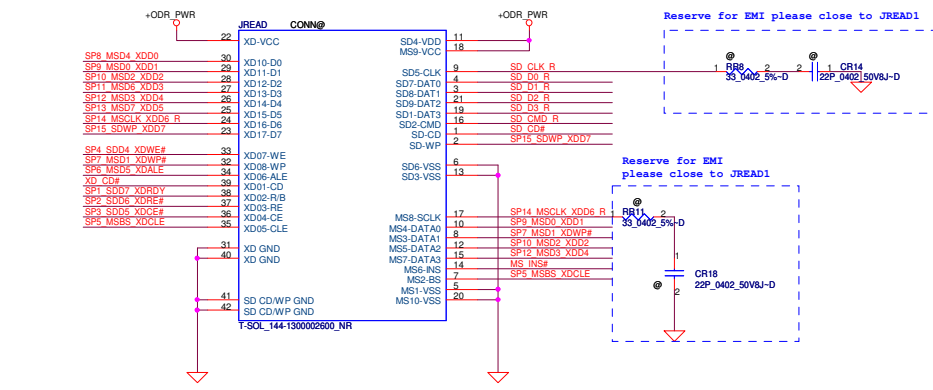 Reserve for EMI please close to JREAD1
+ODR_PWR
+ODR_PWR
JREAD CONN@
22 XD-VCC
SD4-VDD 11
MS9-VCC 18
SP8_MSD4_XDD0 30 XD10-D0
SP9_MSD0_XDD1 29 XD11-D1
SP10_MSD2_XDD2 28 XD12-D2
SP11_MSD6_XDD3 27 XD13-D3
SP12_MSD3_XDD4 26 XD14-D4
SP13_MSD7_XDD5 25 XD15-D5
SP14_MSCLK_XDD6_R 24 XD16-D6
SP15_SDWP_XDD7 23 XD17-D7
SD5-CLK 9 SD_CLK_R
SD7-DAT0 4 SD_D0_R
SD8-DAT1 3 SD_D1_R
SD9-DAT2 21 SD_D2_R
SD1-DAT3 19 SD_D3_R
SD2-CMD 16 SD_CMD_R
SD-CD 1 SD_CD#
SD-WP 2 SP15_SDWP_XDD7
@
1 2
RR8
33_0402_5%~D
@
2 1
CR14
22P_0402_50V8J~D
SP4_SDD4_XDWE# 33 XD07-WE
SP7_MSD1_XDWP# 32 XD08-WP
SP6_MSD5_XDALE 34 XD06-ALE
XD_CD# 39 XD01-CD
SP1_SDD7_XDRDY 38 XD02-R/B
SP2_SDD6_XDRE# 37 XD03-RE
SP3_SDD5_XDCE# 36 XD04-CE
SP5_MSBS_XDCLE 35 XD05-CLE
SD6-VSS 6
SD3-VSS 13
Reserve for EMI
please close to JREAD1
MS8-SCLK 17 SP14_MSCLK_XDD6_R
MS4-DATA0 10 SP9_MSD0_XDD1
MS3-DATA1 8 SP7_MSD1_XDWP#
MS5-DATA2 12 SP10_MSD2_XDD2
MS7-DATA3 15 SP12_MSD3_XDD4
MS6-INS 14 MS_INS#
MS2-BS 7 SP5_MSBS_XDCLE
MS1-VSS 5
MS10-VSS 20
@
1 RR11 2
33_0402_5%~D
31 XD GND
40 XD GND
41 SD CD/WP GND
42 SD CD/WP GND
1
CR18
22P_0402_50V8J~D
@
2
T-SOL_144-1300002600_NR